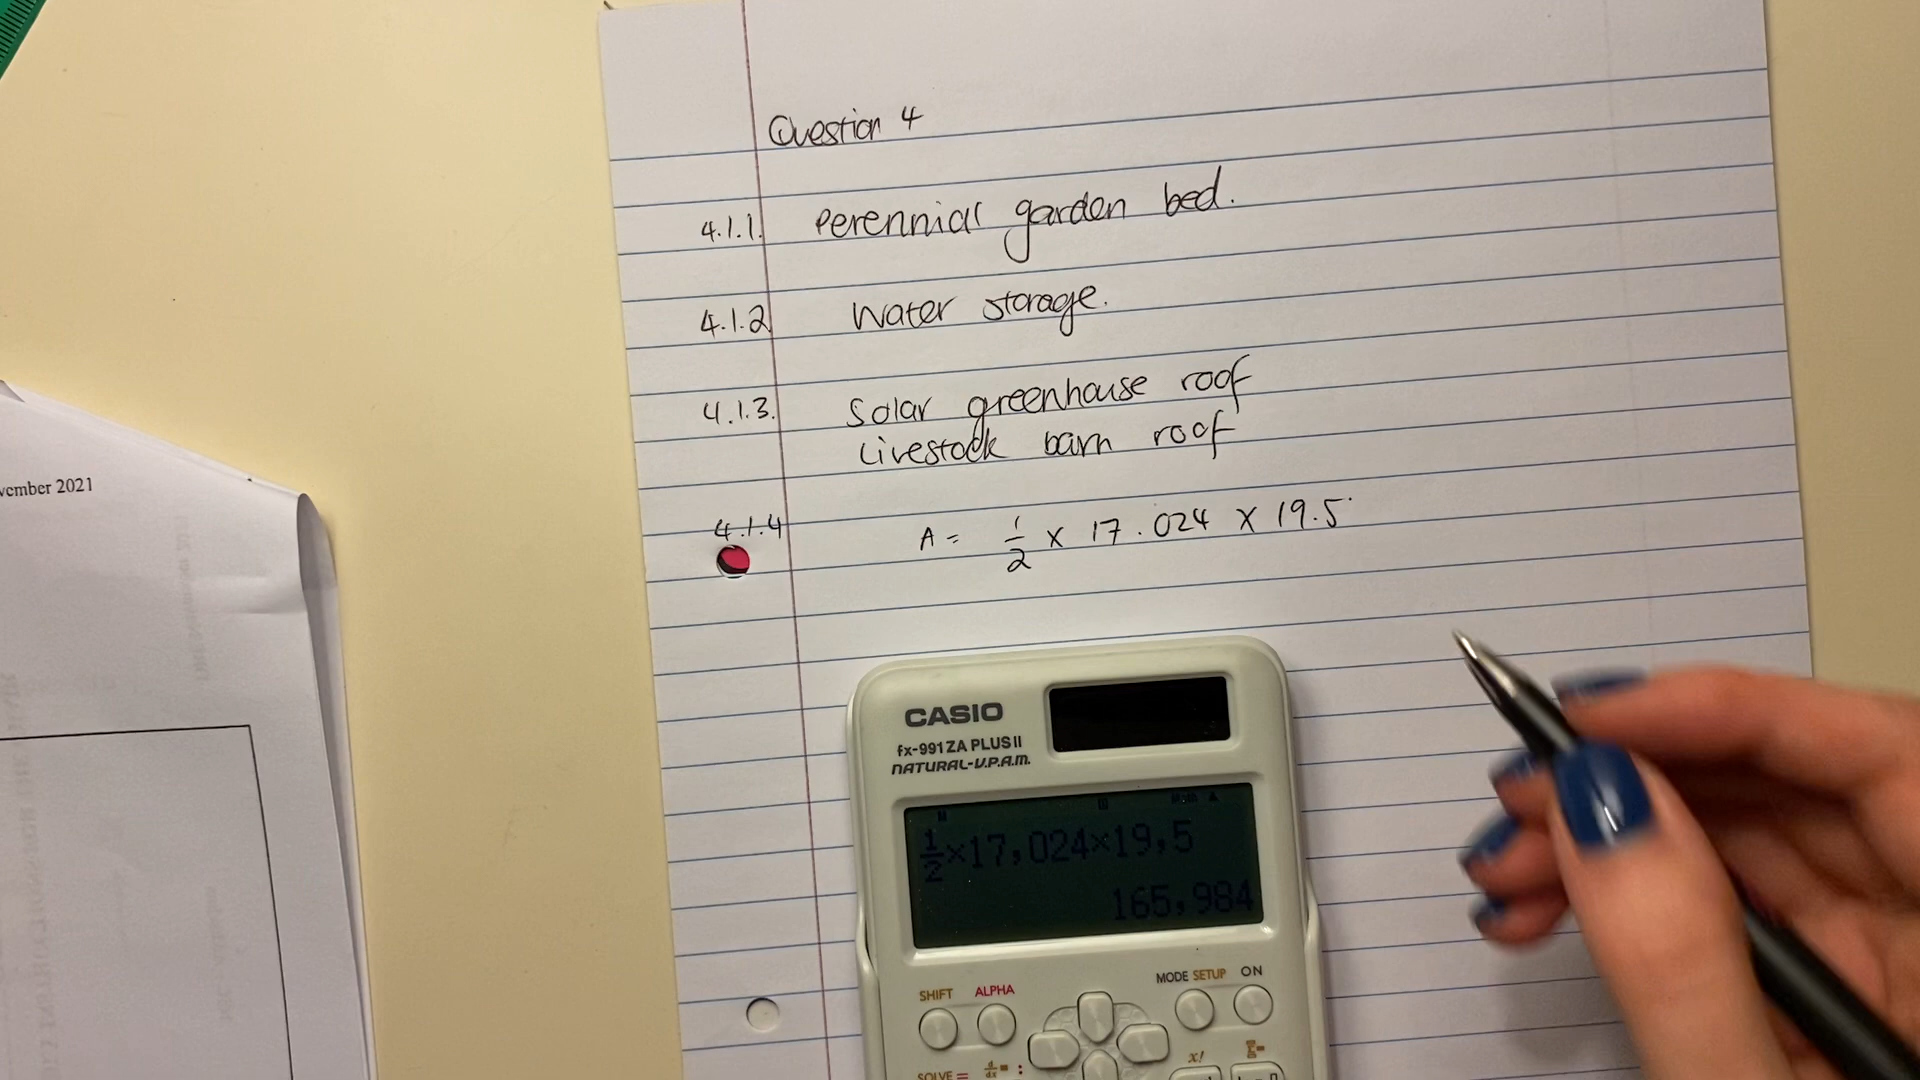 Question 4
4.1.1. Perennial garden bed.
4.1.2 Water storage.
4.1.3. Solar greenhouse roof
Livestock barn roof
4.1.4 A = 1/2 × 17.024 × 19.5
vember 2021
CASIO
fx-991ZA PLUS II
NATURAL-V.P.A.M.
1/2×17,024×19,5
165,984
MODE SETUP ON
SHIFT ALPHA
x!
SOLVE = d/dx = :